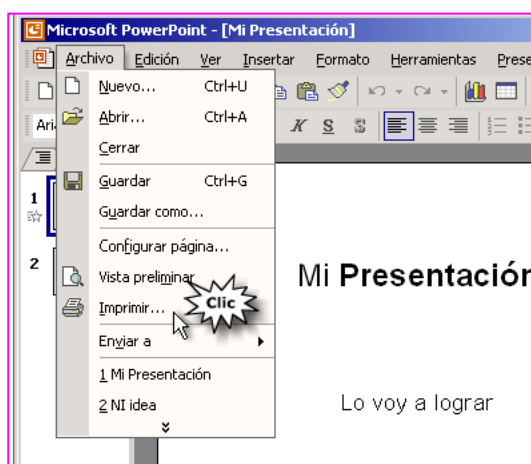 Microsoft PowerPoint - [Mi Presentación]
Archivo Edición Ver Insertar Formato Herramientas Prese
Nuevo... Ctrl+U
Abrir... Ctrl+A
Ari
K S S
Cerrar
Guardar Ctrl+G
1
Guardar como...
Configurar página...
2
Vista preliminar
Mi Presentación
Clic
Imprimir...
Enviar a
1 Mi Presentación
2 NI idea
Lo voy a lograr